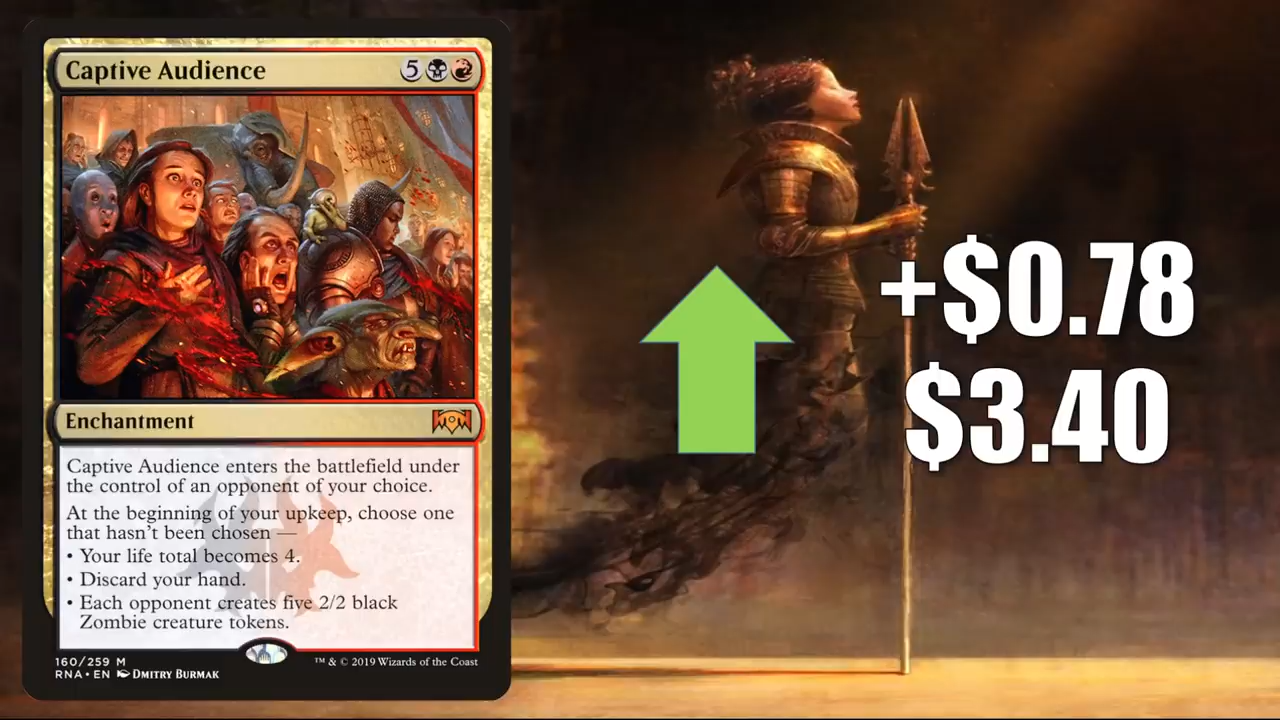 Captive Audience
5
Enchantment
Captive Audience enters the battlefield under
the control of an opponent of your choice.
At the beginning of your upkeep, choose one
that hasn't been chosen —
• Your life total becomes 4.
• Discard your hand.
• Each opponent creates five 2/2 black
Zombie creature tokens.
160/259 M
RNA • EN Dmitry Burmak
™ & © 2019 Wizards of the Coast
+$0.78
$3.40